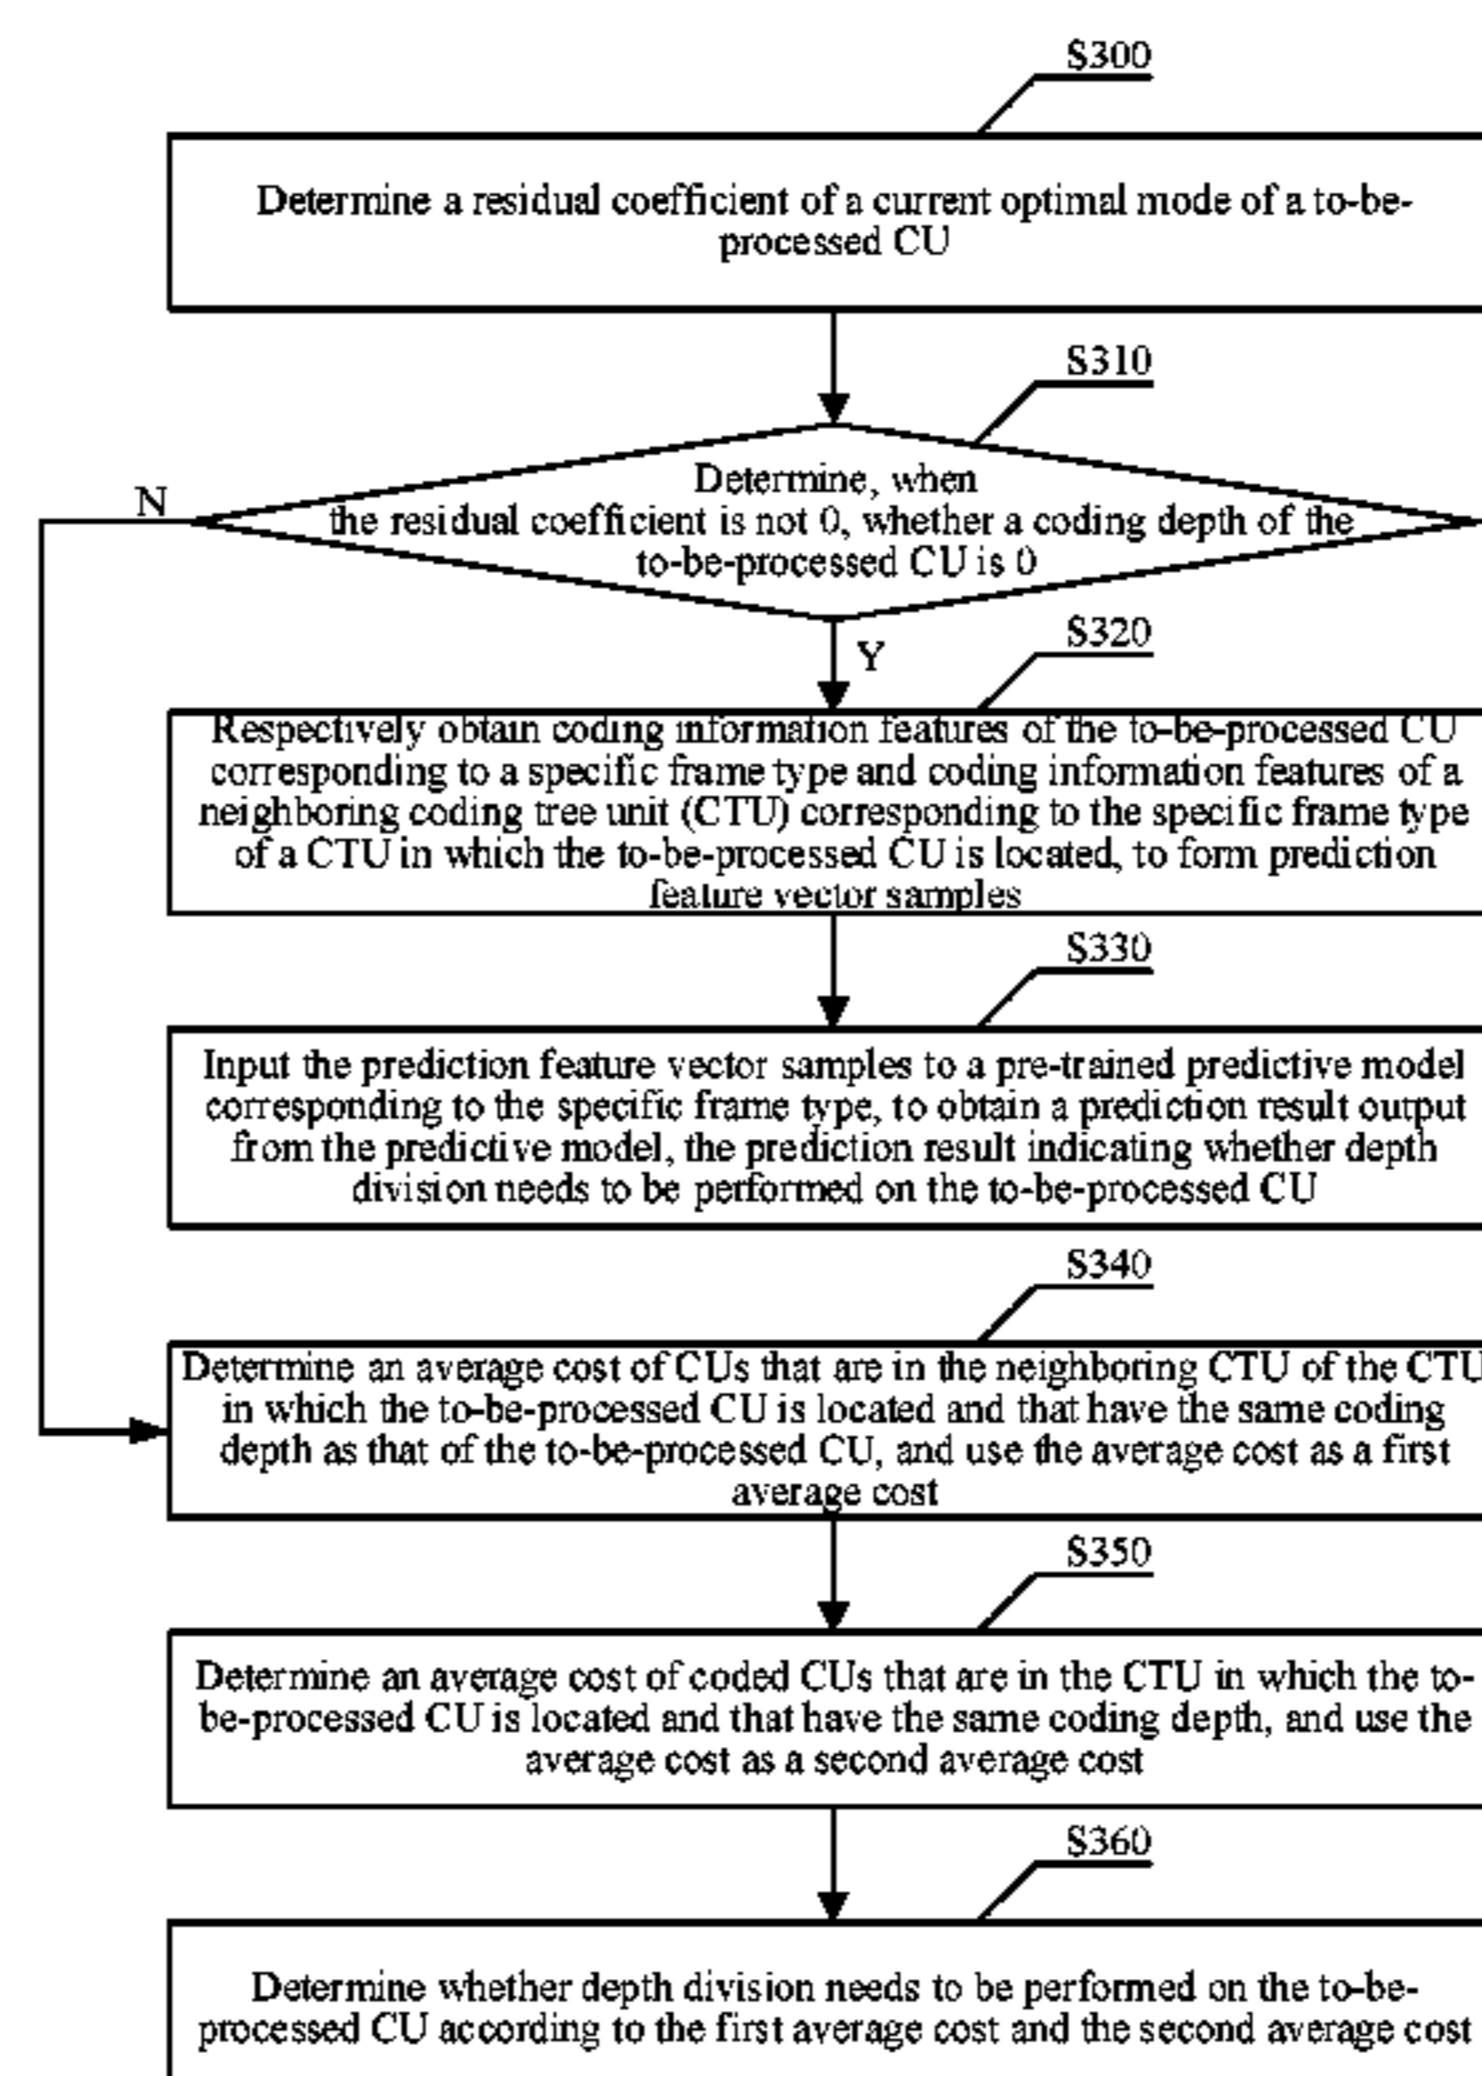 S300
Determine a residual coefficient of a current optimal mode of a to-be-
processed CU
S310
Determine, when
the residual coefficient is not 0, whether a coding depth of the
to-be-processed CU is 0
N
Y
S320
Respectively obtain coding information features of the to-be-processed CU
corresponding to a specific frame type and coding information features of a
neighboring coding tree unit (CTU) corresponding to the specific frame type
of a CTU in which the to-be-processed CU is located, to form prediction
feature vector samples
S330
Input the prediction feature vector samples to a pre-trained predictive model
corresponding to the specific frame type, to obtain a prediction result output
from the predictive model, the prediction result indicating whether depth
division needs to be performed on the to-be-processed CU
S340
Determine an average cost of CUs that are in the neighboring CTU of the CTU
in which the to-be-processed CU is located and that have the same coding
depth as that of the to-be-processed CU, and use the average cost as a first
average cost
S350
Determine an average cost of coded CUs that are in the CTU in which the to-
be-processed CU is located and that have the same coding depth, and use the
average cost as a second average cost
S360
Determine whether depth division needs to be performed on the to-be-
processed CU according to the first average cost and the second average cost